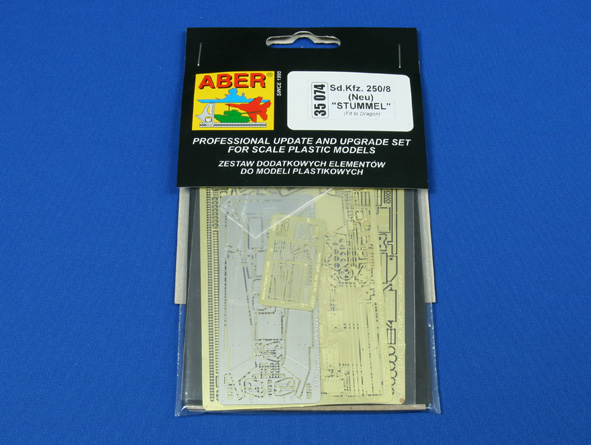 ABER®
SINCE 1995
35 074
Sd.Kfz. 250/8
(Neu)
"STUMMEL"
(Fit to Dragon)
PROFESSIONAL UPDATE AND UPGRADE SET
FOR SCALE PLASTIC MODELS
ZESTAW DODATKOWYCH ELEMENTÓW
DO MODELI PLASTIKOWYCH